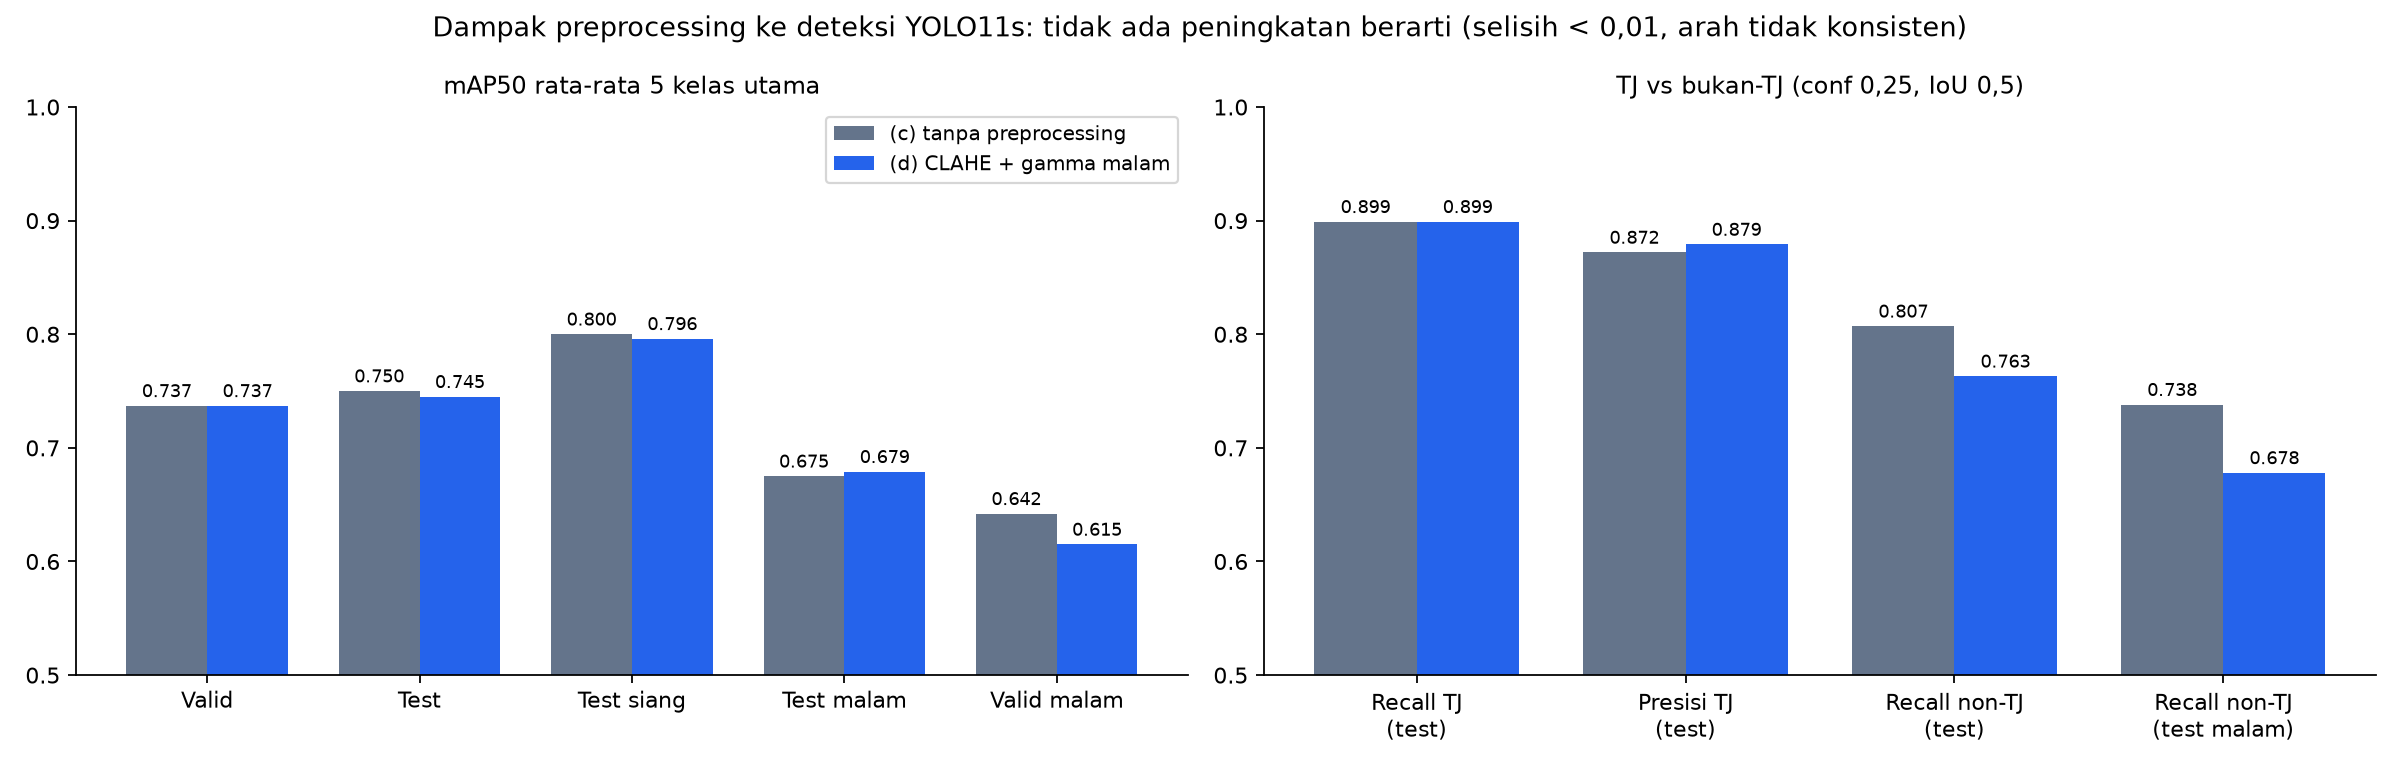 Dampak preprocessing ke deteksi YOLO11s: tidak ada peningkatan berarti (selisih < 0,01, arah tidak konsisten)
mAP50 rata-rata 5 kelas utama
1.0
0.9
0.8
0.7
0.6
0.5
(c) tanpa preprocessing
(d) CLAHE + gamma malam
0.737
0.737
0.750
0.745
0.800
0.796
0.675
0.679
0.642
0.615
Valid
Test
Test siang
Test malam
Valid malam
TJ vs bukan-TJ (conf 0,25, IoU 0,5)
1.0
0.9
0.8
0.7
0.6
0.5
0.899
0.899
0.872
0.879
0.807
0.763
0.738
0.678
Recall TJ
(test)
Presisi TJ
(test)
Recall non-TJ
(test)
Recall non-TJ
(test malam)